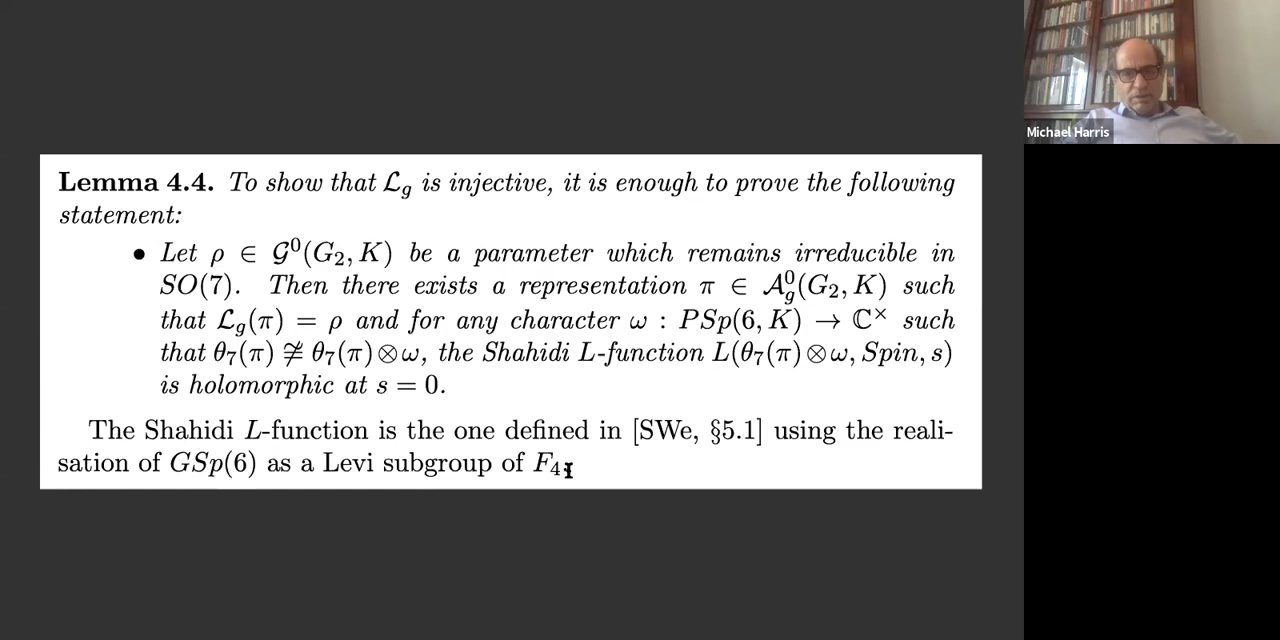 Lemma 4.4. To show that ℒg is injective, it is enough to prove the following
statement:
• Let ρ ∈ 𝒢⁰(G₂, K) be a parameter which remains irreducible in
SO(7). Then there exists a representation π ∈ 𝒜⁰g(G₂, K) such
that ℒg(π) = ρ and for any character ω : PSp(6, K) → ℂ× such
that θ₇(π) ≇ θ₇(π) ⊗ ω, the Shahidi L-function L(θ₇(π) ⊗ ω, Spin, s)
is holomorphic at s = 0.
The Shahidi L-function is the one defined in [SWe, §5.1] using the reali-
sation of GSp(6) as a Levi subgroup of F₄.
Michael Harris